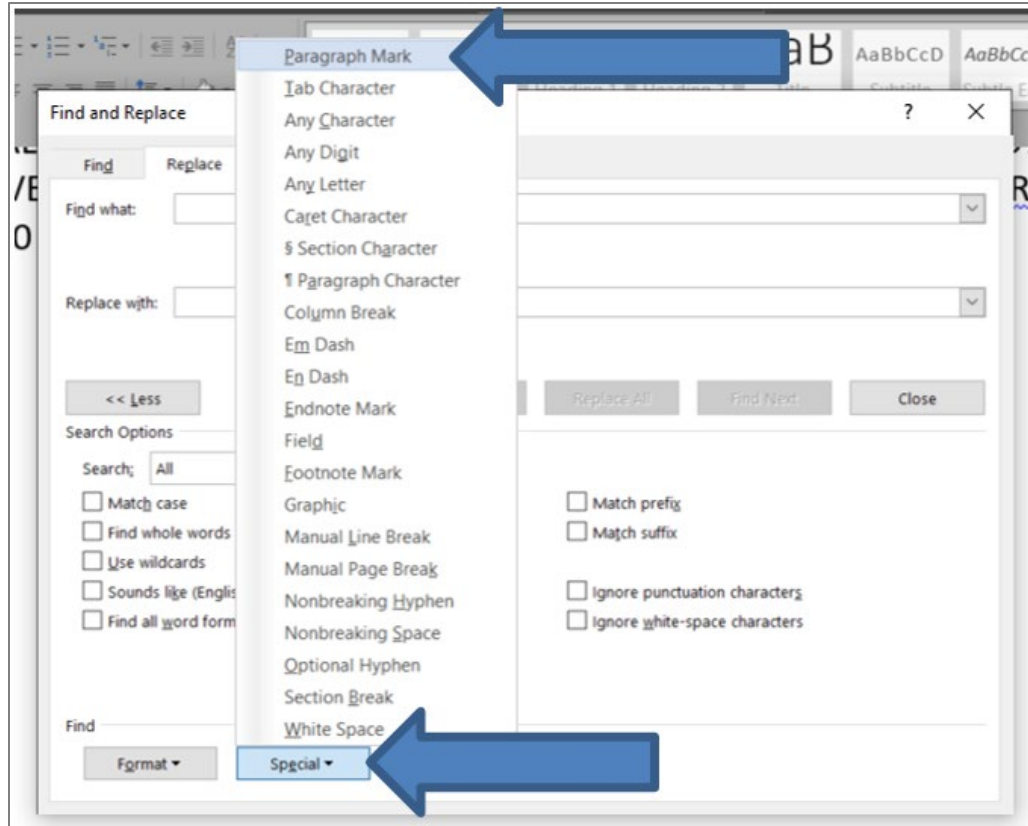 Paragraph Mark
aB AaBbCcD AaBbCc
Tab Character
Title Subtitle Subtle E
Find and Replace ? X
Any Character
Any Digit
Find Replace
Any Letter
Find what:
Caret Character
§ Section Character
¶ Paragraph Character
Replace with:
Column Break
Em Dash
En Dash
<< Less Replace All Find Next Close
Endnote Mark
Search Options
Field
Search: All
Footnote Mark
Match case Match prefix
Graphic
Find whole words Match suffix
Manual Line Break
Use wildcards
Manual Page Break
Sounds like (Englis Ignore punctuation characters
Nonbreaking Hyphen
Find all word form Ignore white-space characters
Nonbreaking Space
Optional Hyphen
Section Break
Find
White Space
Format Special